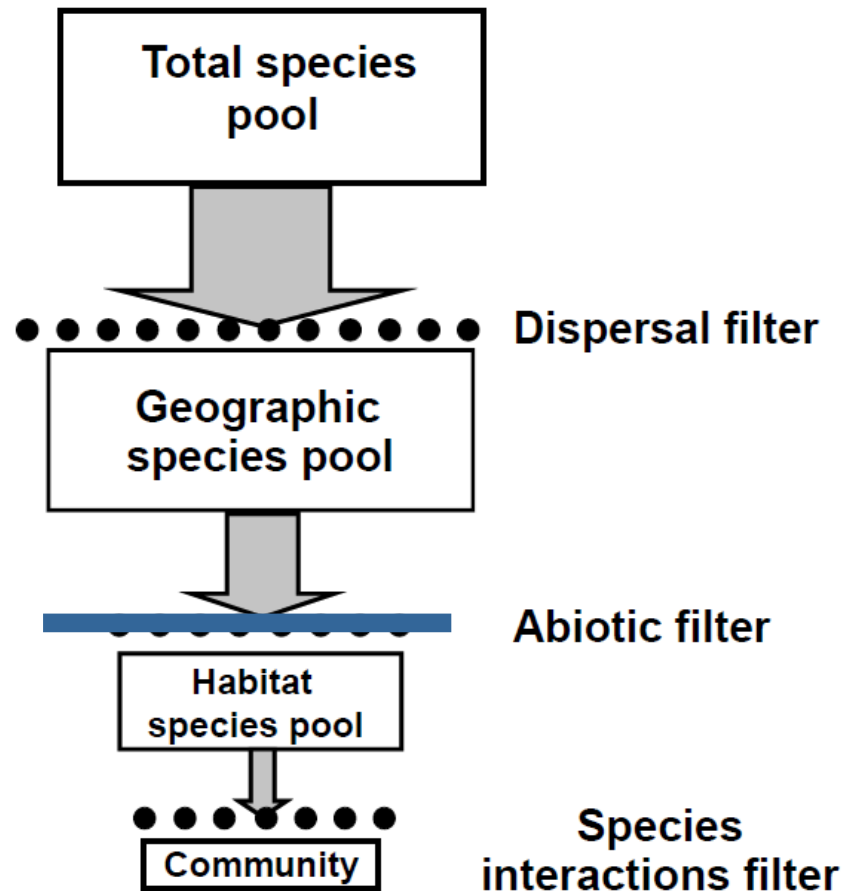 Total species
pool
Dispersal filter
Geographic
species pool
Abiotic filter
Habitat
species pool
Species
interactions filter
Community